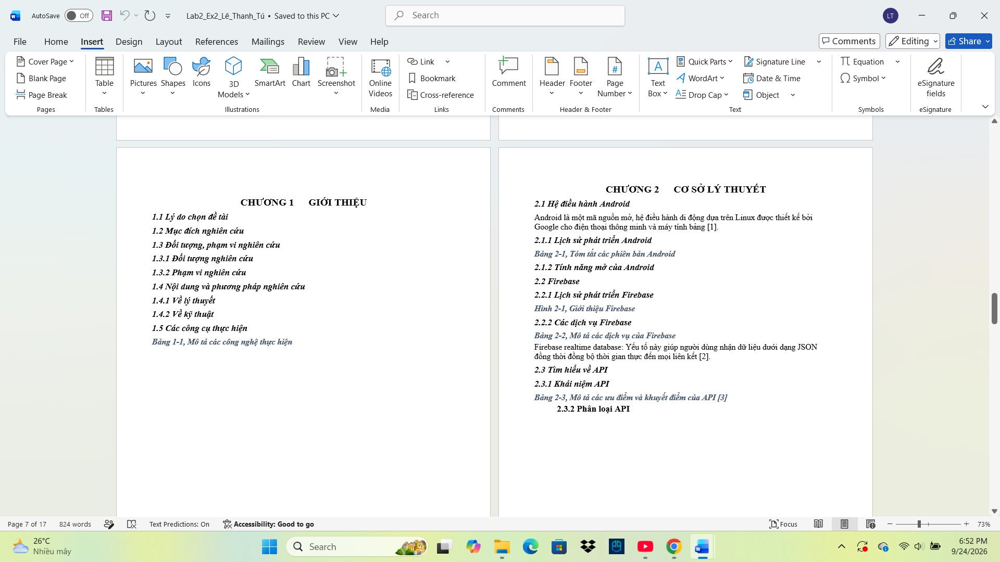 AutoSave Off Lab2_Ex2_Lê_Thanh_Tú • Saved to this PC Search LT
File Home Insert Design Layout References Mailings Review View Help Comments Editing Share
Cover Page
Blank Page
Page Break
Pages
Table
Tables
Pictures Shapes Icons 3D Models SmartArt Chart Screenshot
Illustrations
Online Videos
Media
Link
Bookmark
Cross-reference
Links
Comment
Comments
Header Footer Page Number
Header & Footer
Text Box
Quick Parts
WordArt
Drop Cap
Signature Line
Date & Time
Object
Text
Equation
Symbol
Symbols
eSignature fields
eSignature
CHƯƠNG 1 GIỚI THIỆU
1.1 Lý do chọn đề tài
1.2 Mục đích nghiên cứu
1.3 Đối tượng, phạm vi nghiên cứu
1.3.1 Đối tượng nghiên cứu
1.3.2 Phạm vi nghiên cứu
1.4 Nội dung và phương pháp nghiên cứu
1.4.1 Về lý thuyết
1.4.2 Về kỹ thuật
1.5 Các công cụ thực hiện
Bảng 1-1, Mô tả các công nghệ thực hiện
CHƯƠNG 2 CƠ SỞ LÝ THUYẾT
2.1 Hệ điều hành Android
Android là một mã nguồn mở, hệ điều hành di động dựa trên Linux được thiết kế bởi
Google cho điện thoại thông minh và máy tính bảng [1].
2.1.1 Lịch sử phát triển Android
Bảng 2-1, Tóm tắt các phiên bản Android
2.1.2 Tính năng mở của Android
2.2 Firebase
2.2.1 Lịch sử phát triển Firebase
Hình 2-1, Giới thiệu Firebase
2.2.2 Các dịch vụ Firebase
Bảng 2-2, Mô tả các dịch vụ của Firebase
Firebase realtime database: Yếu tố này giúp người dùng nhận dữ liệu dưới dạng JSON
đồng thời đồng bộ thời gian thực đến mọi liên kết [2].
2.3 Tìm hiểu về API
2.3.1 Khái niệm API
Bảng 2-3, Mô tả các ưu điểm và khuyết điểm của API [3]
2.3.2 Phân loại API
Page 7 of 17 824 words Text Predictions: On Accessibility: Good to go Focus 73%
26°C
Nhiều mây
Search
6:52 PM
9/24/2026